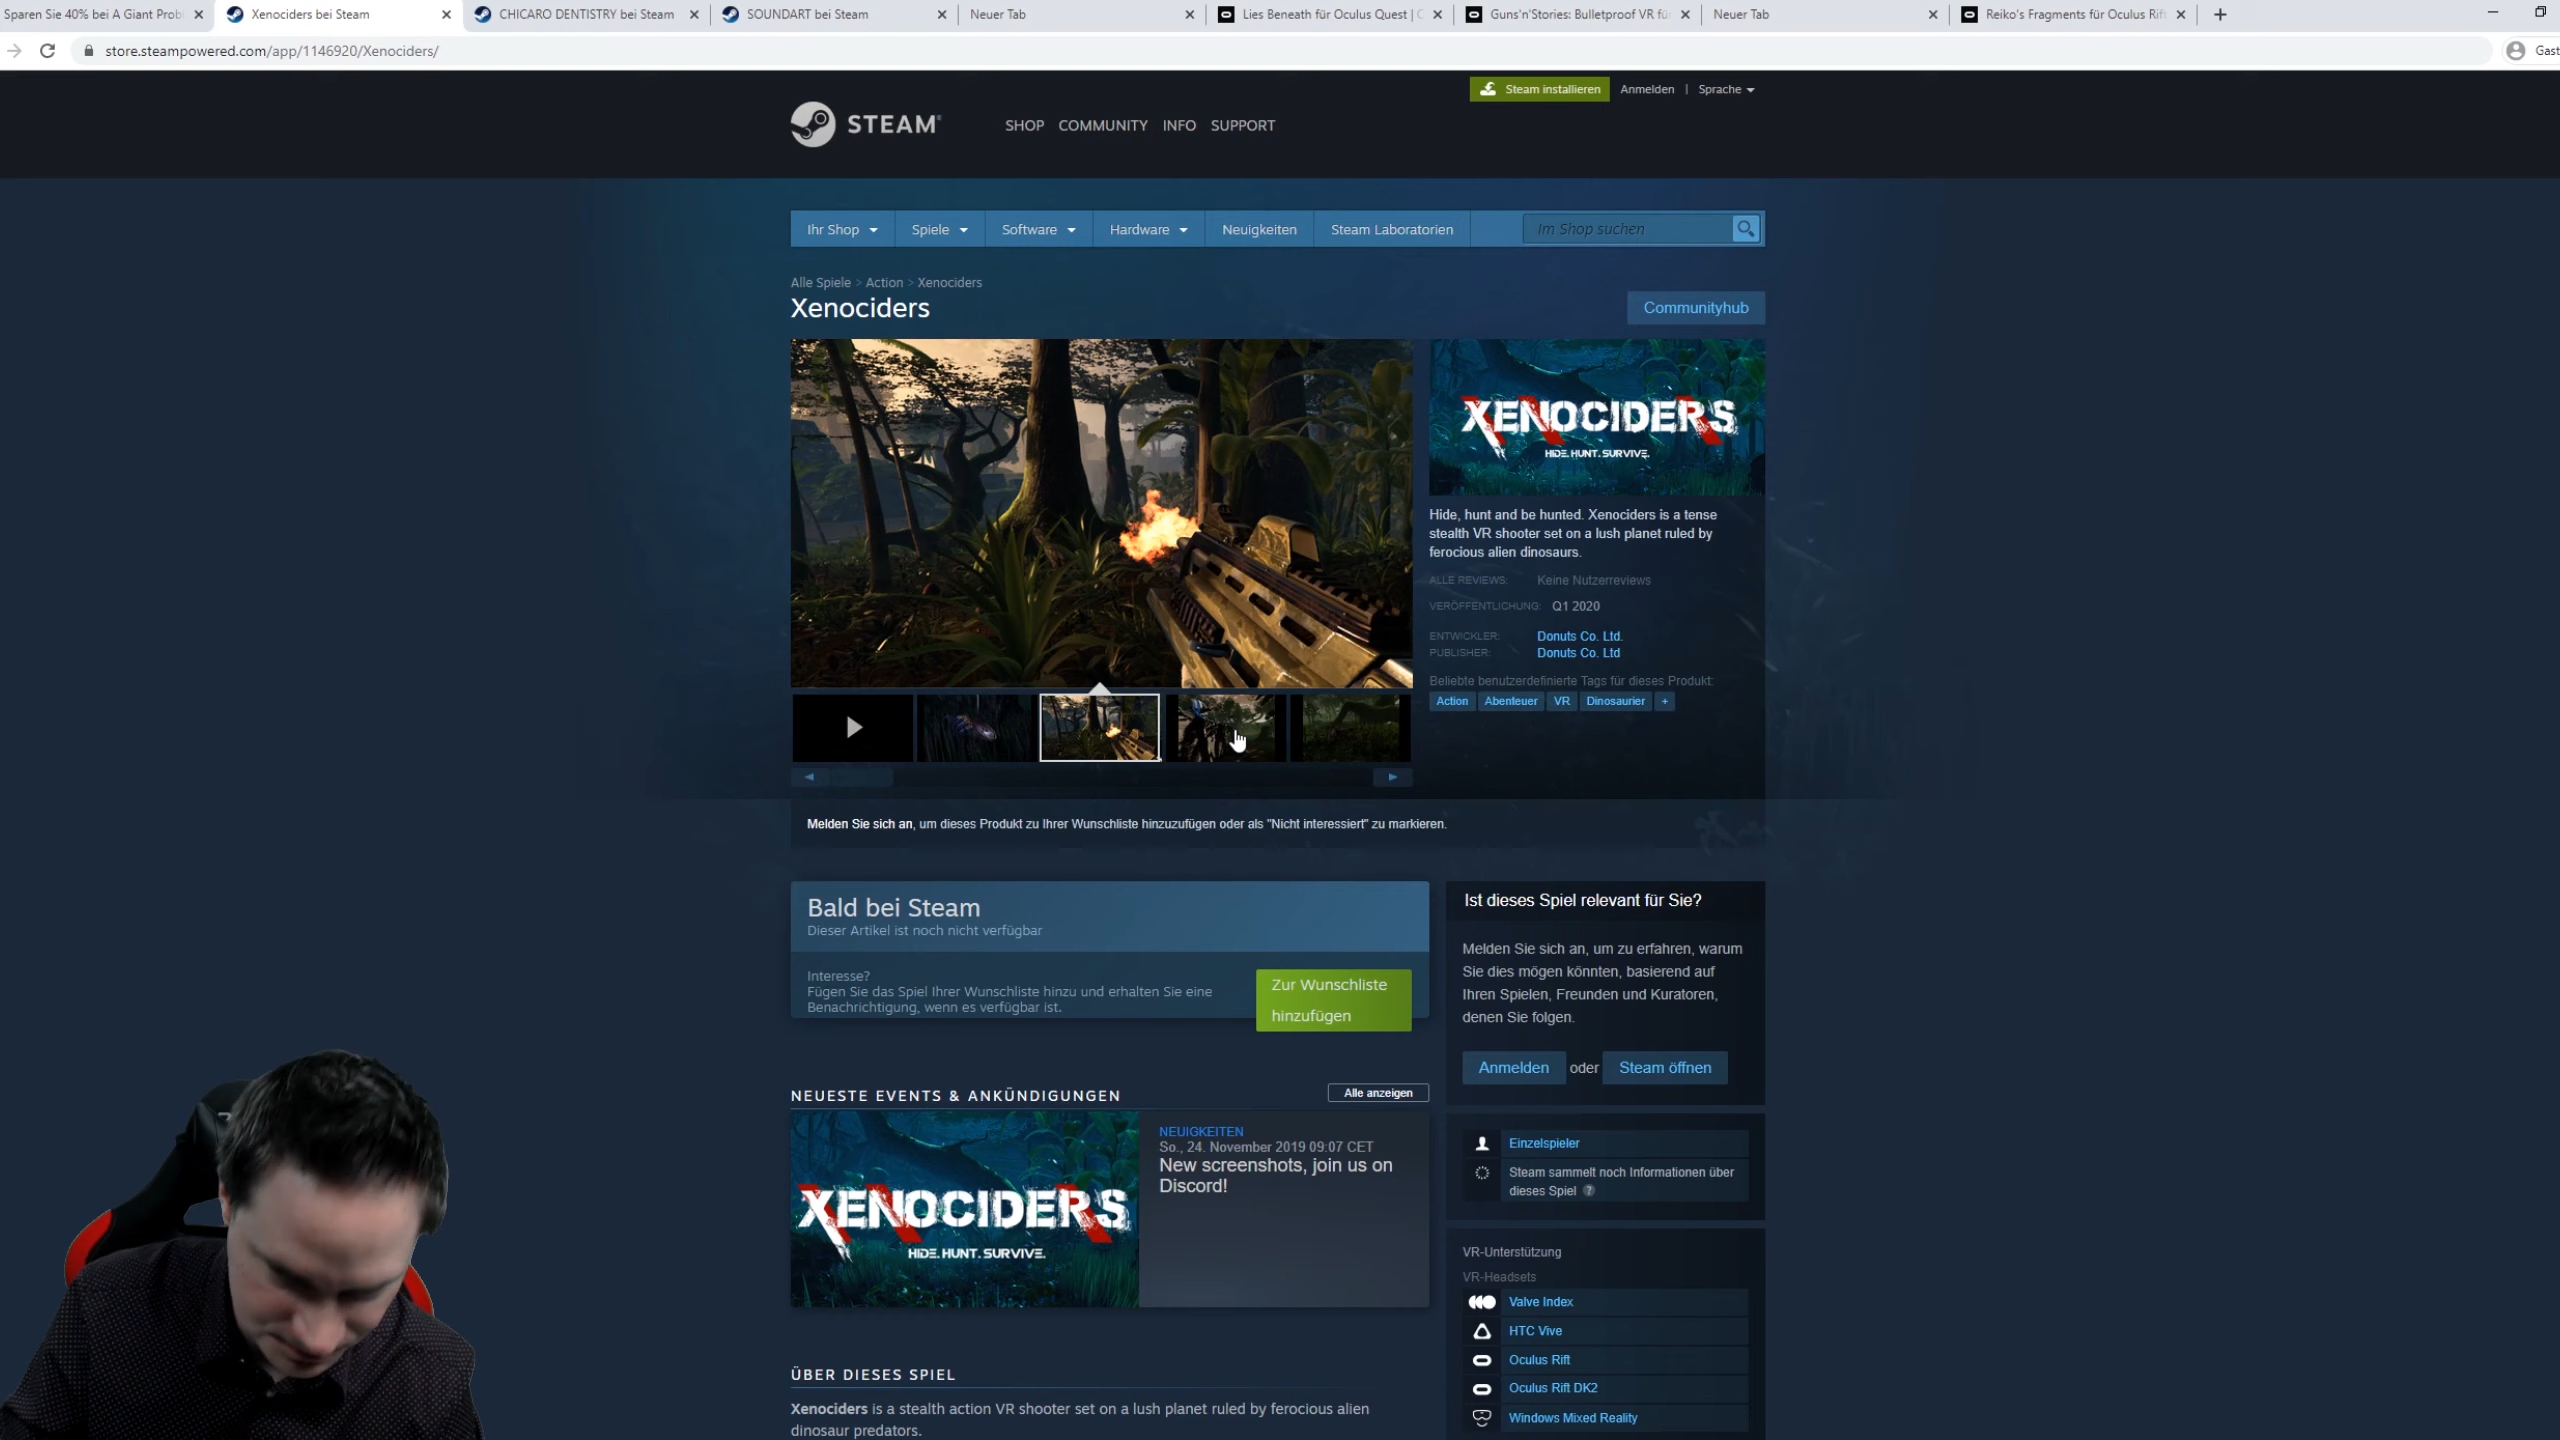 Sparen Sie 40% bei A Giant Prob
Xenociders bei Steam
CHICARO DENTISTRY bei Steam
SOUNDART bei Steam
Neuer Tab
Lies Beneath für Oculus Quest |
Guns'n'Stories: Bulletproof VR fü
Neuer Tab
Reiko's Fragments für Oculus Rif
store.steampowered.com/app/1146920/Xenociders/
Gast
Steam installieren
Anmelden | Sprache
STEAM
SHOP COMMUNITY INFO SUPPORT
Ihr Shop
Spiele
Software
Hardware
Neuigkeiten
Steam Laboratorien
Im Shop suchen
Alle Spiele > Action > Xenociders
Xenociders
Communityhub
XENOCIDERS
HIDE. HUNT. SURVIVE.
Hide, hunt and be hunted. Xenociders is a tense
stealth VR shooter set on a lush planet ruled by
ferocious alien dinosaurs.
ALLE REVIEWS: Keine Nutzerreviews
VERÖFFENTLICHUNG: Q1 2020
ENTWICKLER: Donuts Co. Ltd.
PUBLISHER: Donuts Co. Ltd
Beliebte benutzerdefinierte Tags für dieses Produkt:
Action Abenteuer VR Dinosaurier +
Melden Sie sich an, um dieses Produkt zu Ihrer Wunschliste hinzuzufügen oder als "Nicht interessiert" zu markieren.
Bald bei Steam
Dieser Artikel ist noch nicht verfügbar
Interesse?
Fügen Sie das Spiel Ihrer Wunschliste hinzu und erhalten Sie eine
Benachrichtigung, wenn es verfügbar ist.
Zur Wunschliste
hinzufügen
Ist dieses Spiel relevant für Sie?
Melden Sie sich an, um zu erfahren, warum
Sie dies mögen könnten, basierend auf
Ihren Spielen, Freunden und Kuratoren,
denen Sie folgen.
Anmelden oder Steam öffnen
NEUESTE EVENTS & ANKÜNDIGUNGEN
Alle anzeigen
XENOCIDERS
HIDE. HUNT. SURVIVE.
NEUIGKEITEN
So., 24. November 2019 09:07 CET
New screenshots, join us on
Discord!
Einzelspieler
Steam sammelt noch Informationen über
dieses Spiel ?
VR-Unterstützung
VR-Headsets
Valve Index
HTC Vive
Oculus Rift
Oculus Rift DK2
Windows Mixed Reality
ÜBER DIESES SPIEL
Xenociders is a stealth action VR shooter set on a lush planet ruled by ferocious alien
dinosaur predators.